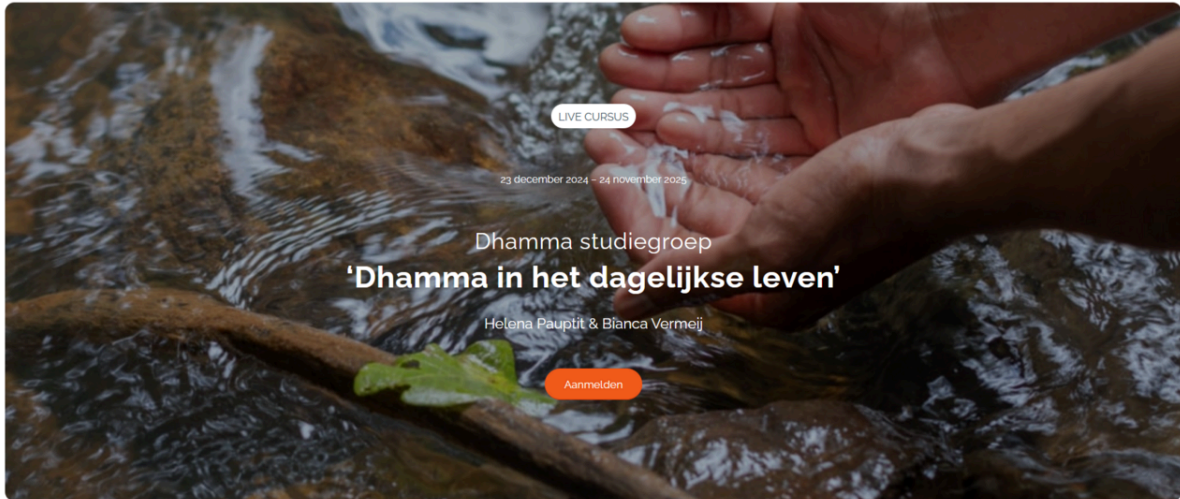 LIVE CURSUS
23 december 2024 – 24 november 2025
Dhamma studiegroep
‘Dhamma in het dagelijkse leven’
Helena Pauptit & Bianca Vermeij
Aanmelden